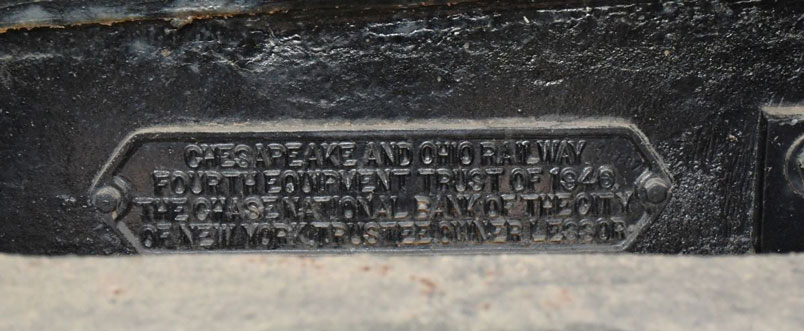 CHESAPEAKE AND OHIO RAILWAY
FOURTH EQUIPMENT TRUST OF 1940
THE CHASE NATIONAL BANK OF THE CITY
OF NEW YORK, TRUSTEE OWNER LESSOR